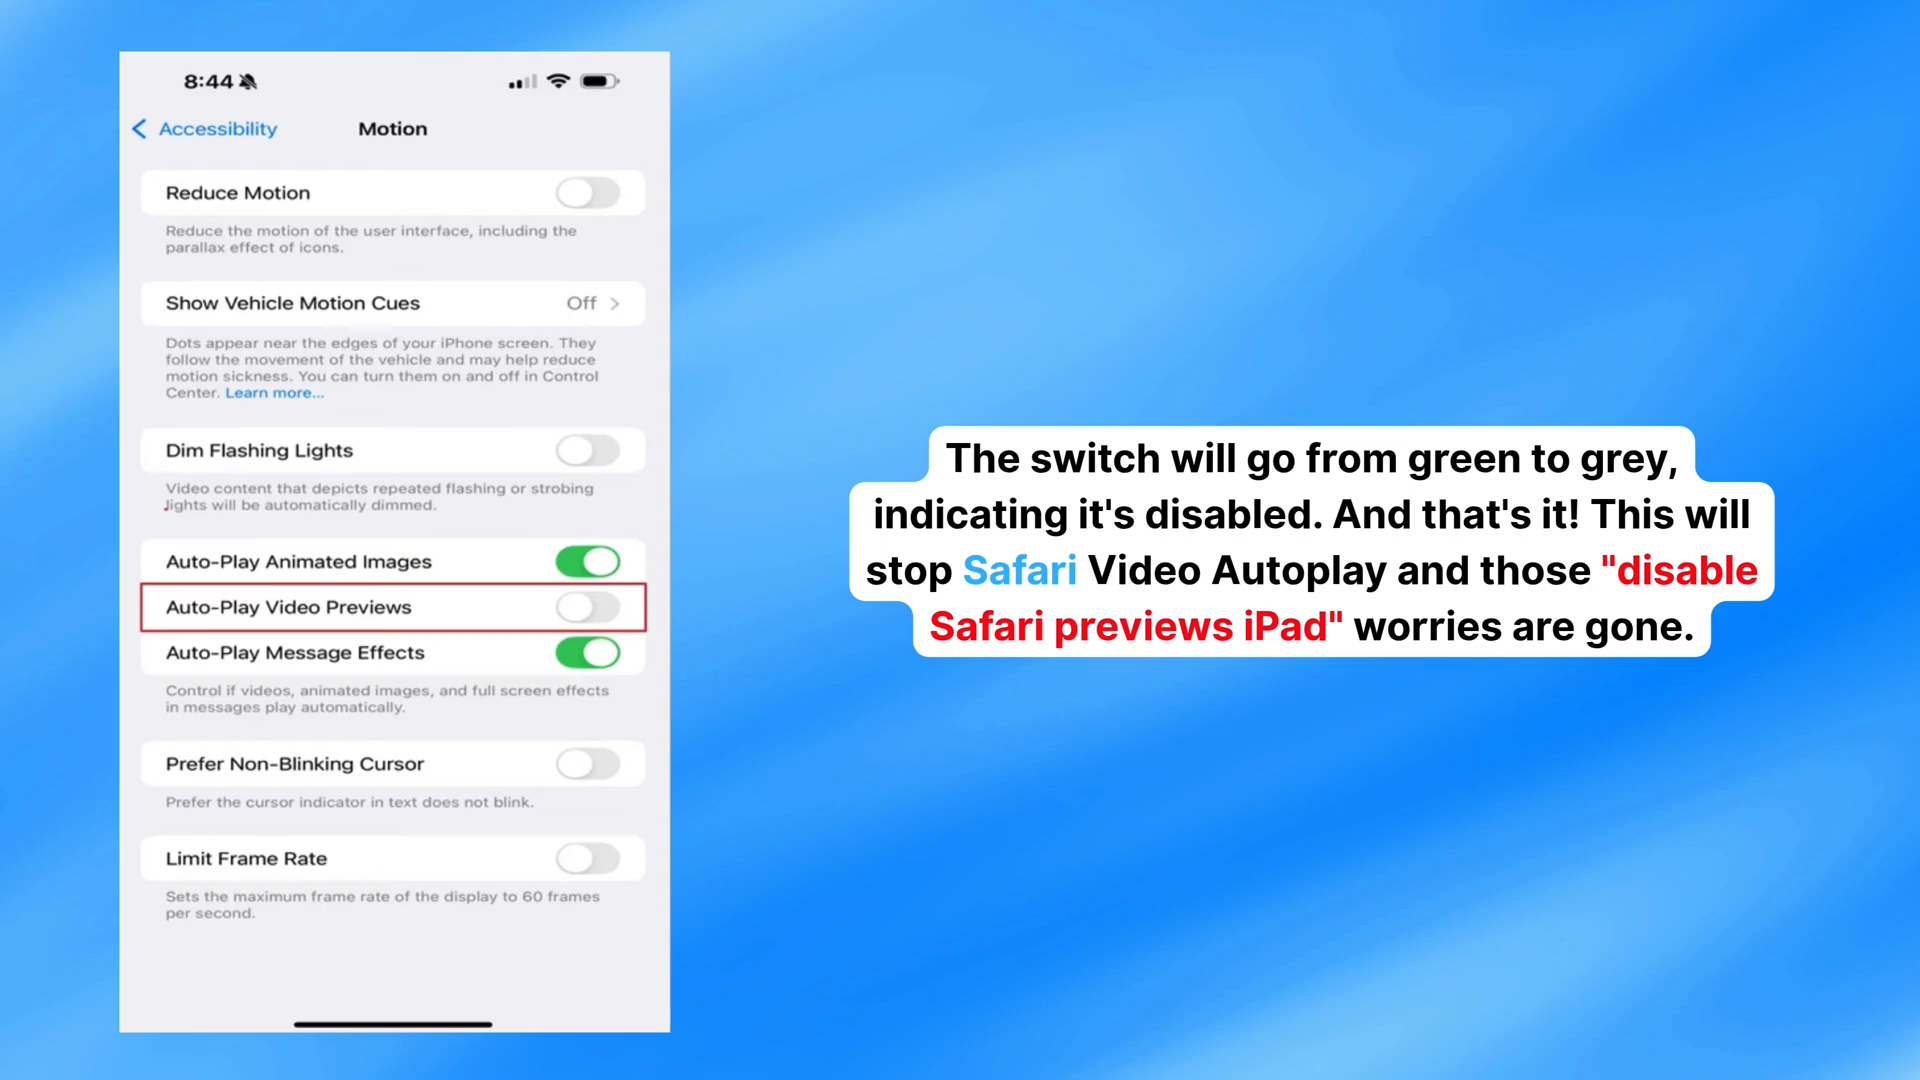 8:44
Accessibility
Motion
Reduce Motion
Reduce the motion of the user interface, including the
parallax effect of icons.
Show Vehicle Motion Cues
Off
Dots appear near the edges of your iPhone screen. They
follow the movement of the vehicle and may help reduce
motion sickness. You can turn them on and off in Control
Center. Learn more...
Dim Flashing Lights
Video content that depicts repeated flashing or strobing
lights will be automatically dimmed.
Auto-Play Animated Images
Auto-Play Video Previews
Auto-Play Message Effects
Control if videos, animated images, and full screen effects
in messages play automatically.
Prefer Non-Blinking Cursor
Prefer the cursor indicator in text does not blink.
Limit Frame Rate
Sets the maximum frame rate of the display to 60 frames
per second.
The switch will go from green to grey,
indicating it's disabled. And that's it! This will
stop Safari Video Autoplay and those "disable
Safari previews iPad" worries are gone.